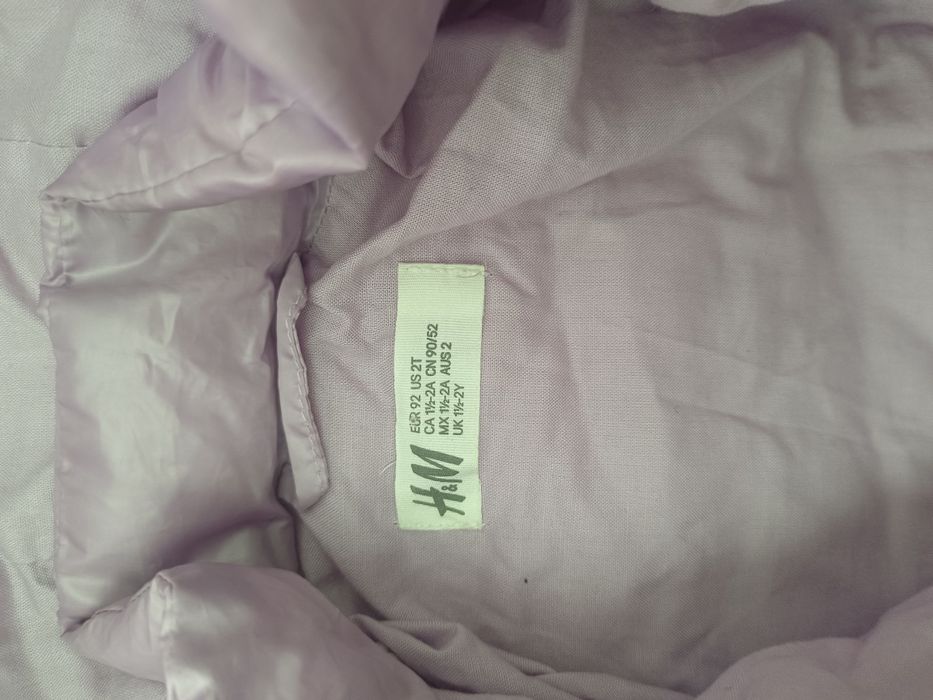 H&M
EUR 92 US 2T
CA 1½-2A CN 90/52
MX 1½-2A AUS 2
UK 1½-2Y